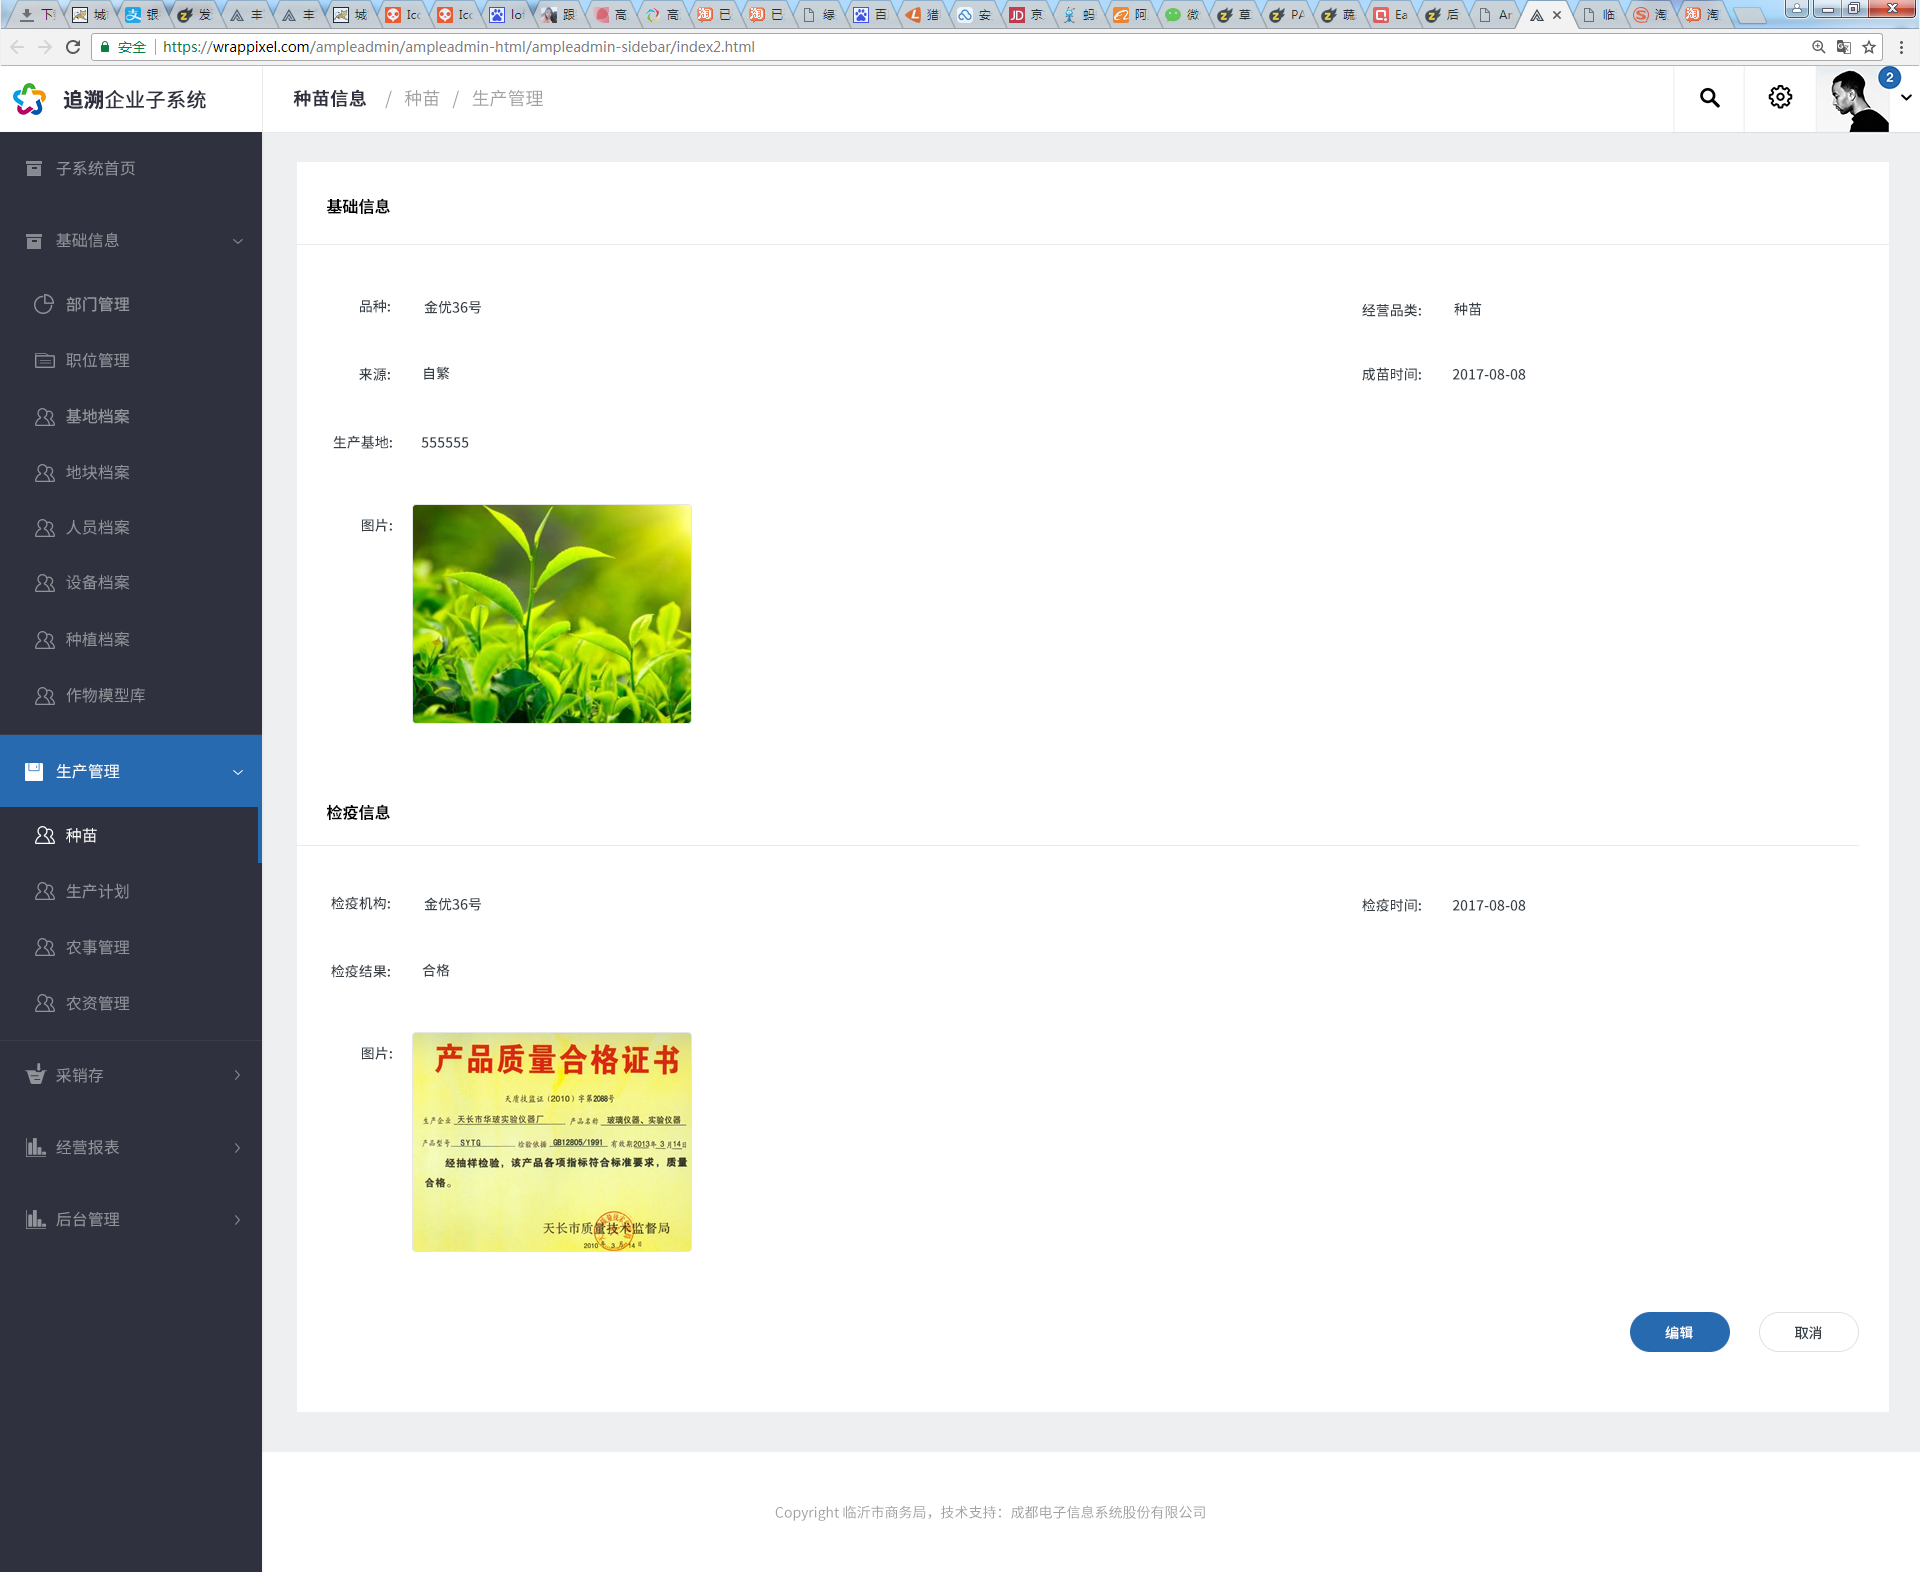 下 城 银 发 丰 丰 城 Ico Ico lo 跟 高 高 已 已 绿 百 猎 安 京 蚂 阿 微 草 PA 蔬 Ea 后 Ar 临 淘 淘
安全 https://wrappixel.com/ampleadmin/ampleadmin-html/ampleadmin-sidebar/index2.html
追溯企业子系统
种苗信息 / 种苗 / 生产管理
2
子系统首页
基础信息
部门管理
职位管理
基地档案
地块档案
人员档案
设备档案
种植档案
作物模型库
生产管理
种苗
生产计划
农事管理
农资管理
采销存
经营报表
后台管理
基础信息
品种: 金优36号
经营品类: 种苗
来源: 自繁
成苗时间: 2017-08-08
生产基地: 555555
图片:
检疫信息
检疫机构: 金优36号
检疫时间: 2017-08-08
检疫结果: 合格
图片:
产品质量合格证书
天质技监证（2010）字第2088号
生产企业 天长市华玻实验仪器厂 产品名称 玻璃仪器、实验仪器
产品型号 SYTG 检验依据 GB12805/1991 有效期2013年3月14日
经抽样检验，该产品各项指标符合标准要求，质量
合格。
天长市质量技术监督局
2010年 3 月 14 日
编辑
取消
Copyright 临沂市商务局，技术支持：成都电子信息系统股份有限公司